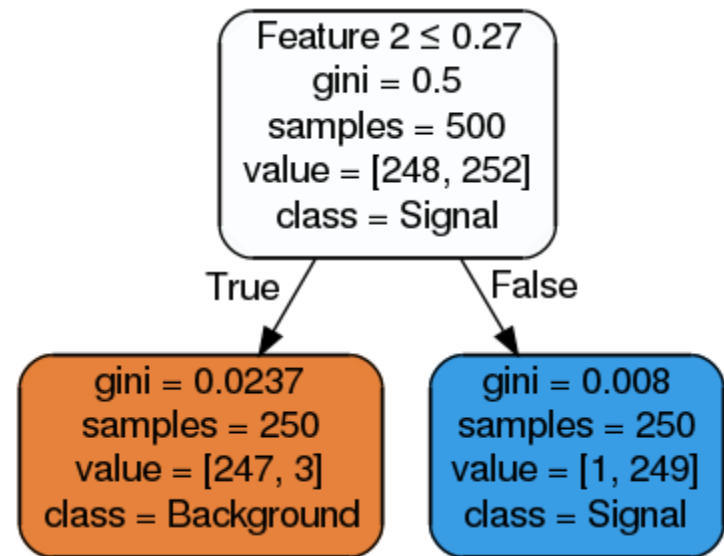 Feature 2 ≤ 0.27
gini = 0.5
samples = 500
value = [248, 252]
class = Signal
True
False
gini = 0.0237
samples = 250
value = [247, 3]
class = Background
gini = 0.008
samples = 250
value = [1, 249]
class = Signal